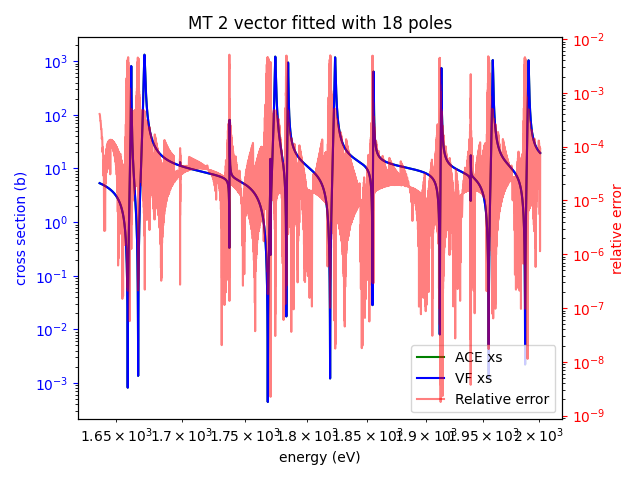 MT 2 vector fitted with 18 poles
cross section (b)
10³
10²
10¹
10⁰
10⁻¹
10⁻²
10⁻³
10⁻²
10⁻³
10⁻⁴
10⁻⁵
10⁻⁶
10⁻⁷
10⁻⁸
10⁻⁹
relative error
ACE xs
VF xs
Relative error
1.65 × 10³ 1.7 × 10³ 1.75 × 10³ 1.8 × 10³ 1.85 × 10³ 1.9 × 10³ 1.95 × 10³ 2 × 10³
energy (eV)